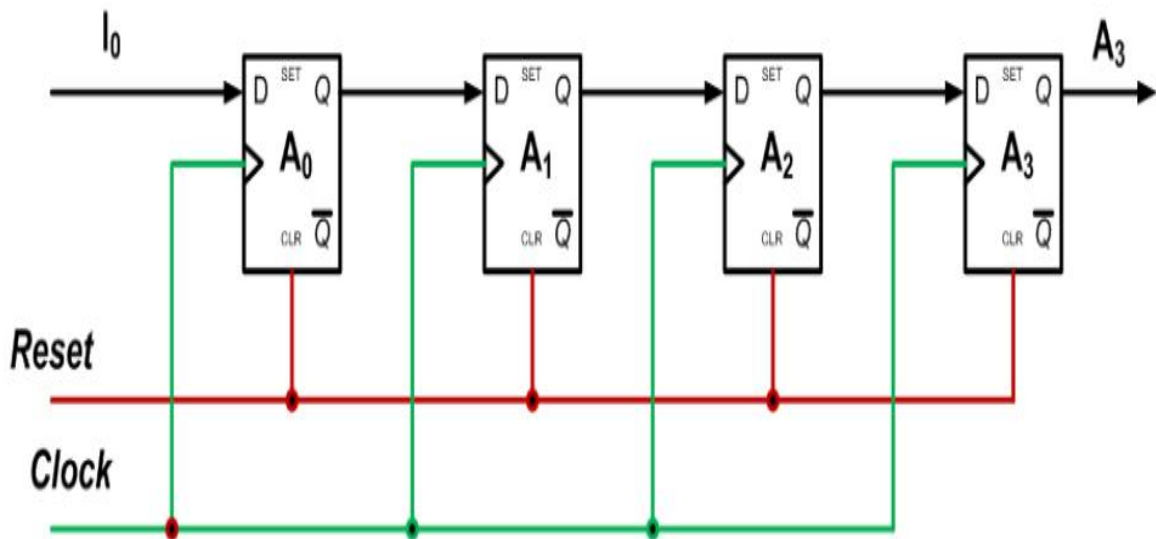 I₀
A₃
SET SET SET SET
D Q D Q D Q D Q
A₀ A₁ A₂ A₃
CLR Q̅ CLR Q̅ CLR Q̅ CLR Q̅
Reset
Clock